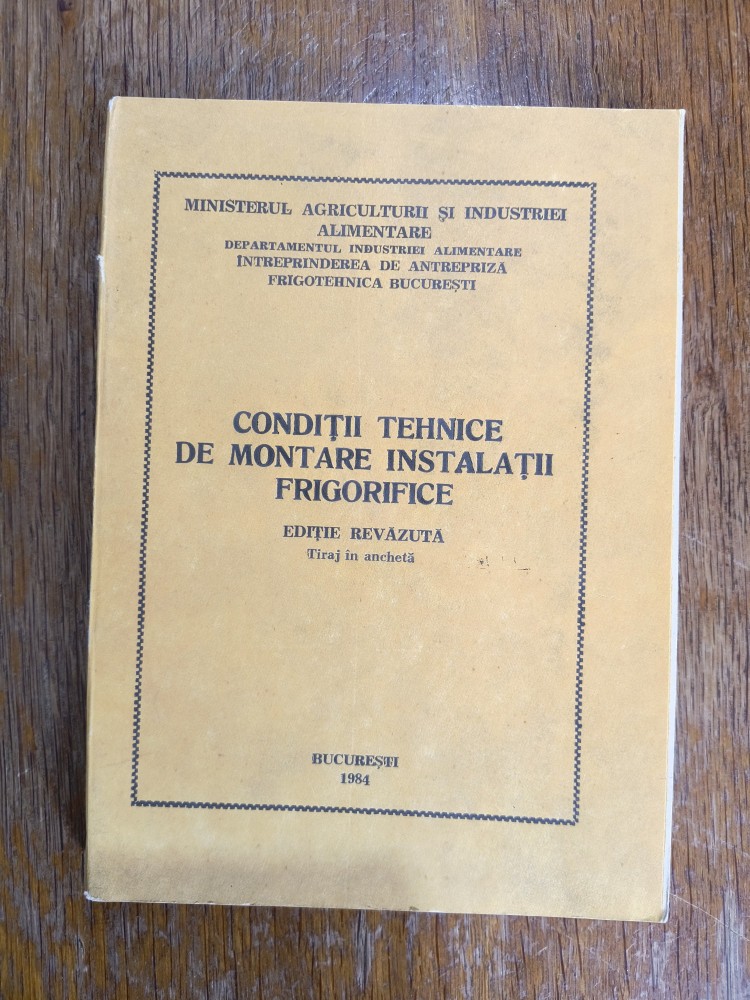 MINISTERUL AGRICULTURII ȘI INDUSTRIEI
ALIMENTARE
DEPARTAMENTUL INDUSTRIEI ALIMENTARE
ÎNTREPRINDEREA DE ANTREPRIZĂ
FRIGOTEHNICA BUCUREȘTI
CONDIȚII TEHNICE
DE MONTARE INSTALAȚII
FRIGORIFICE
EDIȚIE REVĂZUTĂ
Tiraj în anchetă
BUCUREȘTI
1984